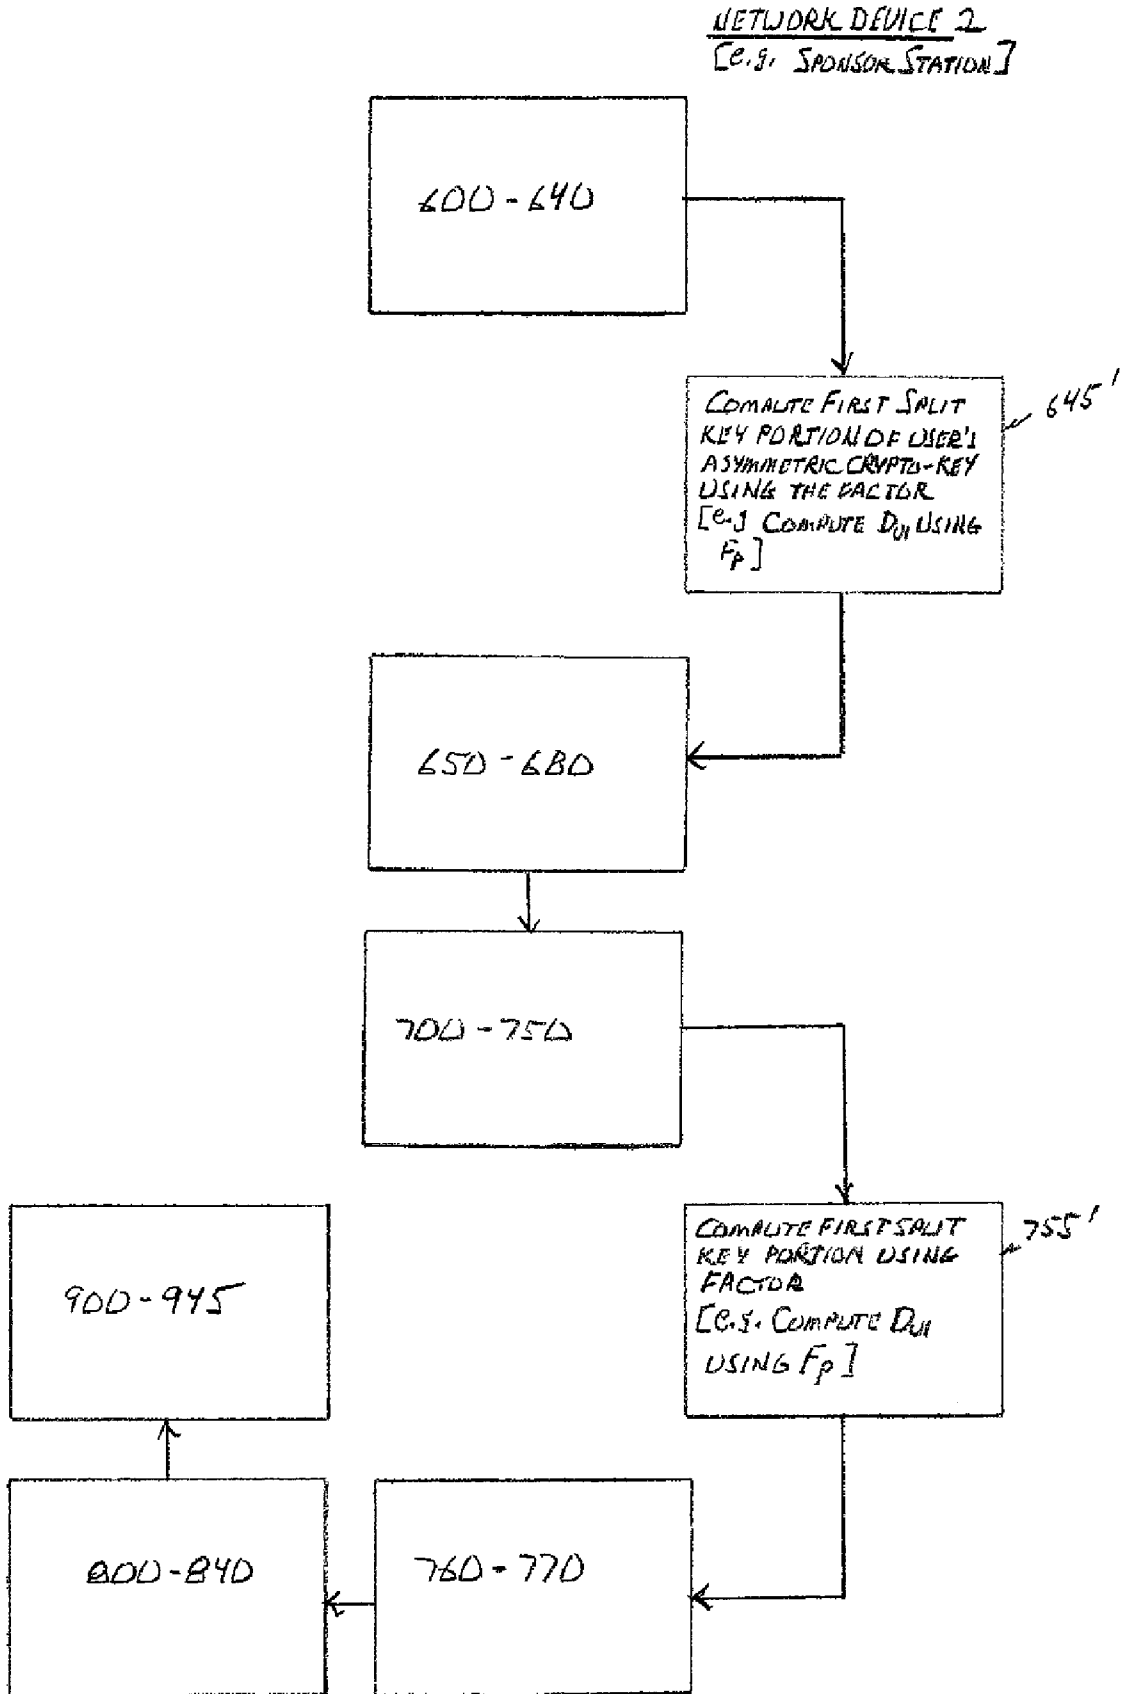 NETWORK DEVICE 2
[e.g. SPONSOR STATION]
600-640
COMPUTE FIRST SPLIT
KEY PORTION OF USER'S
ASYMMETRIC CRYPTO-KEY
USING THE FACTOR
[e.g COMPUTE DU1 USING
FP]
645'
650-680
700-750
COMPUTE FIRST SPLIT
KEY PORTION USING
FACTOR
[e.g. COMPUTE DU1
USING FP]
755'
900-945
800-840
760-770